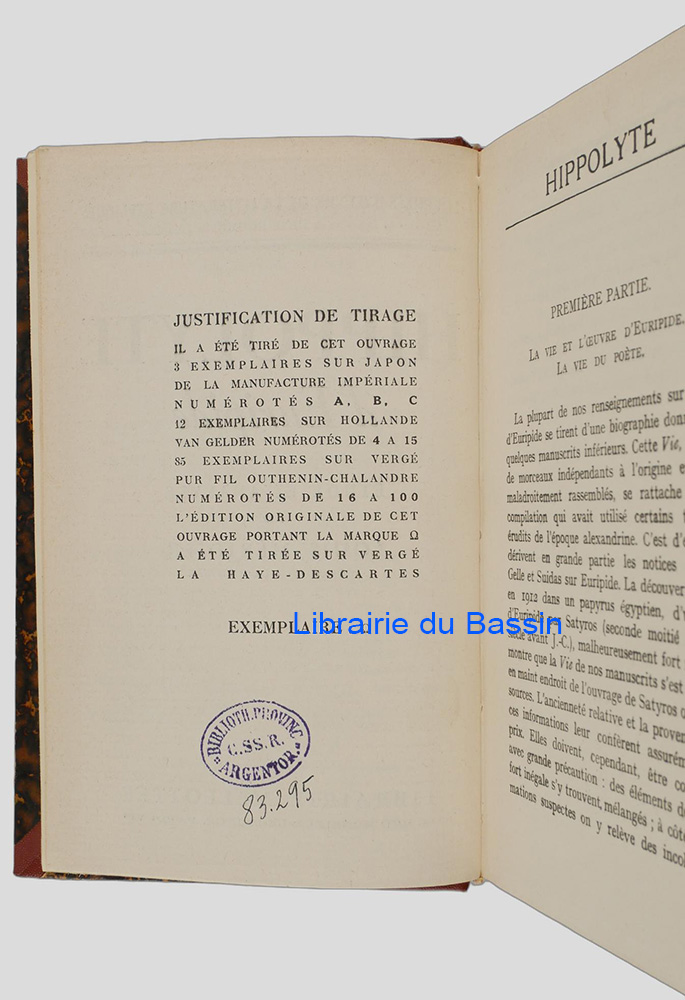 JUSTIFICATION DE TIRAGE
IL A ÉTÉ TIRÉ DE CET OUVRAGE
3 EXEMPLAIRES SUR JAPON
DE LA MANUFACTURE IMPÉRIALE
NUMÉROTÉS A, B, C
12 EXEMPLAIRES SUR HOLLANDE
VAN GELDER NUMÉROTÉS DE 4 A 15
85 EXEMPLAIRES SUR VERGÉ
PUR FIL OUTHENIN-CHALANDRE
NUMÉROTÉS DE 16 A 100
L'ÉDITION ORIGINALE DE CET
OUVRAGE PORTANT LA MARQUE Ω
A ÉTÉ TIRÉE SUR VERGÉ
LA HAYE-DESCARTES
EXEMPLAIRE
Librairie du Bassin
BIBLIOTH. PROVINC
C.SS.R.
ARGENTOR.
83.295
HIPPOLYTE
PREMIÈRE PARTIE.
LA VIE ET L'ŒUVRE D'EURIPIDE.
LA VIE DU POÈTE.
La plupart de nos renseignements sur
d'Euripide se tirent d'une biographie donn
quelques manuscrits inférieurs. Cette Vie,
de morceaux indépendants à l'origine e
maladroitement rassemblés, se rattache
compilation qui avait utilisé certains t
érudits de l'époque alexandrine. C'est d'e
dérivent en grande partie les notices
Gelle et Suidas sur Euripide. La découver
en 1912 dans un papyrus égyptien, d'u
d'Euripide Satyros (seconde moitié
siècle avant J.-C.), malheureusement fort
montre que la Vie de nos manuscrits s'est
en maint endroit de l'ouvrage de Satyros o
sources. L'ancienneté relative et la prove
ces informations leur confèrent assurém
prix. Elles doivent, cependant, être co
avec grande précaution : des éléments de
fort inégale s'y trouvent mélangés ; à côté
mations suspectes on y relève des incol